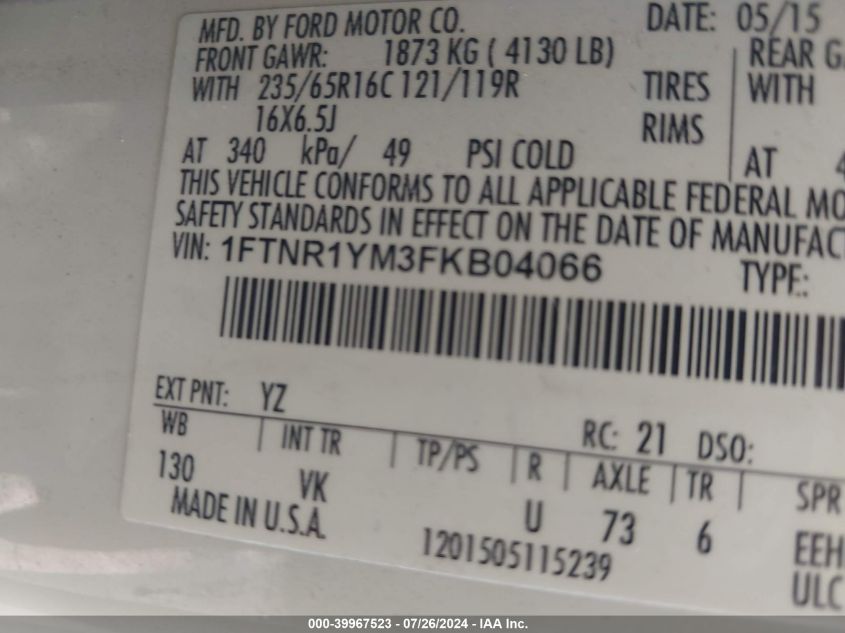 MFD. BY FORD MOTOR CO. DATE: 05/15
FRONT GAWR: 1873 KG ( 4130 LB) REAR G
WITH 235/65R16C 121/119R TIRES WITH
16X6.5J RIMS
AT 340 kPa/ 49 PSI COLD AT 4
THIS VEHICLE CONFORMS TO ALL APPLICABLE FEDERAL MO
SAFETY STANDARDS IN EFFECT ON THE DATE OF MANUFAC
VIN: 1FTNR1YM3FKB04066 TYPE:
EXT PNT: YZ RC: 21 DSO:
WB INT TR TP/PS R AXLE TR SPR
130 VK U 73 6 EEH
MADE IN U.S.A. 1201505115239 ULC
000-39967523 - 07/26/2024 - IAA Inc.